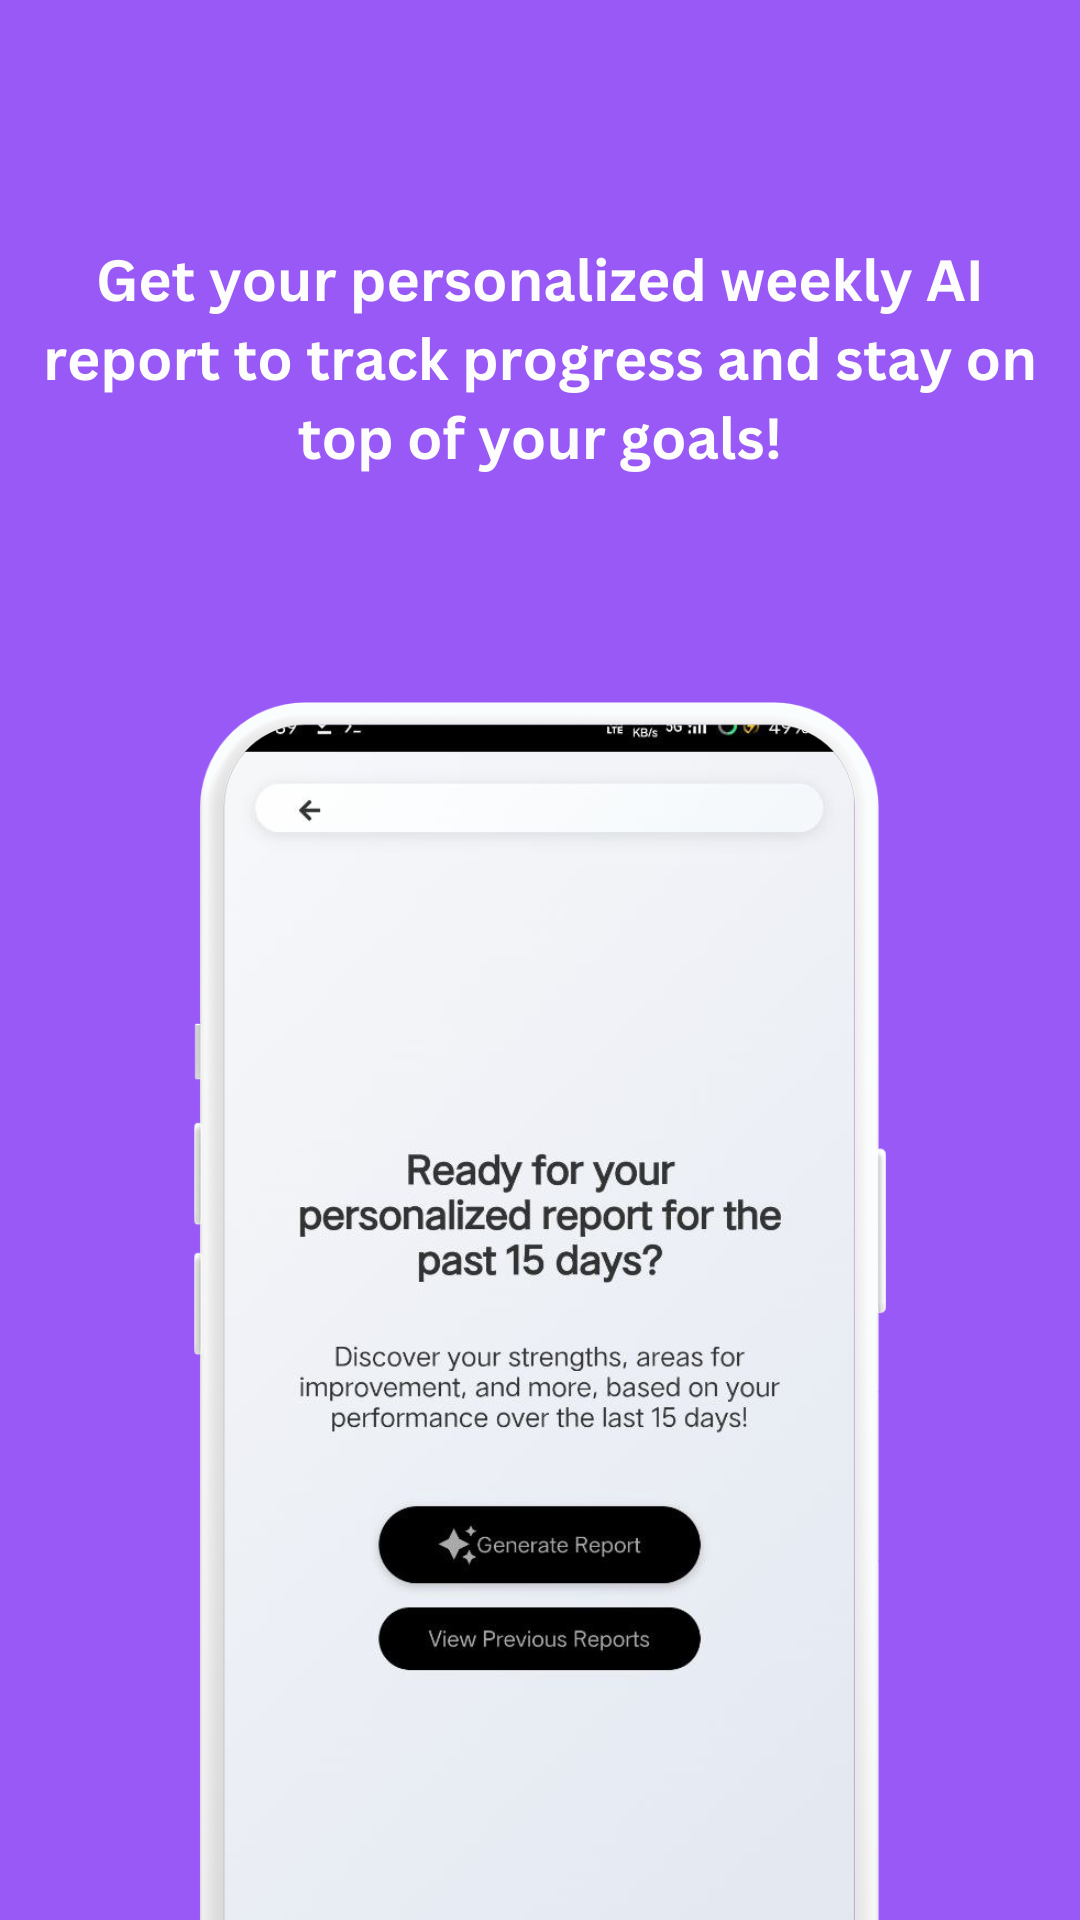 Get your personalized weekly AI
report to track progress and stay on
top of your goals!
LTE KB/s 5G 49%
Ready for your
personalized report for the
past 15 days?
Discover your strengths, areas for
improvement, and more, based on your
performance over the last 15 days!
Generate Report
View Previous Reports